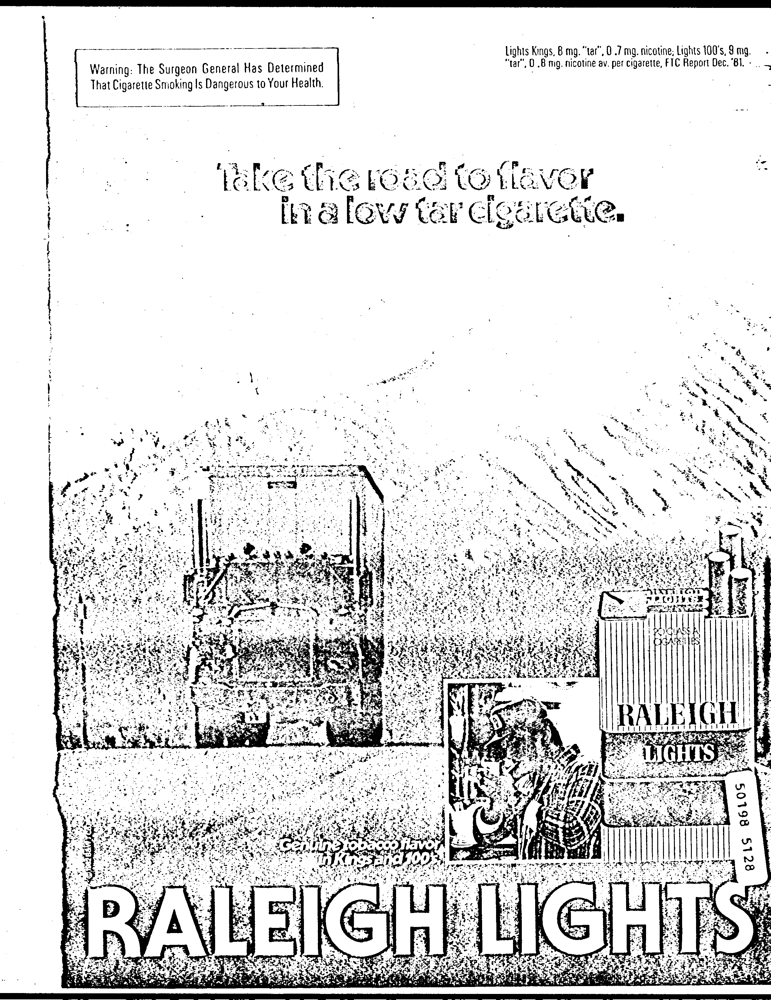 Warning: The Surgeon General Has Determined
That Cigarette Smoking Is Dangerous to Your Health.
Lights Kings, 8 mg. "tar", 0.7 mg. nicotine; Lights 100's, 9 mg.
"tar", 0.8 mg. nicotine av. per cigarette, FTC Report Dec. '81.
Take the road to flavor
in a low tar cigarette.
20 CLASS A
CIGARETTES
RALEIGH
LIGHTS
50198 5128
Genuine tobacco flavor
in Kings and 100's
RALEIGH LIGHTS